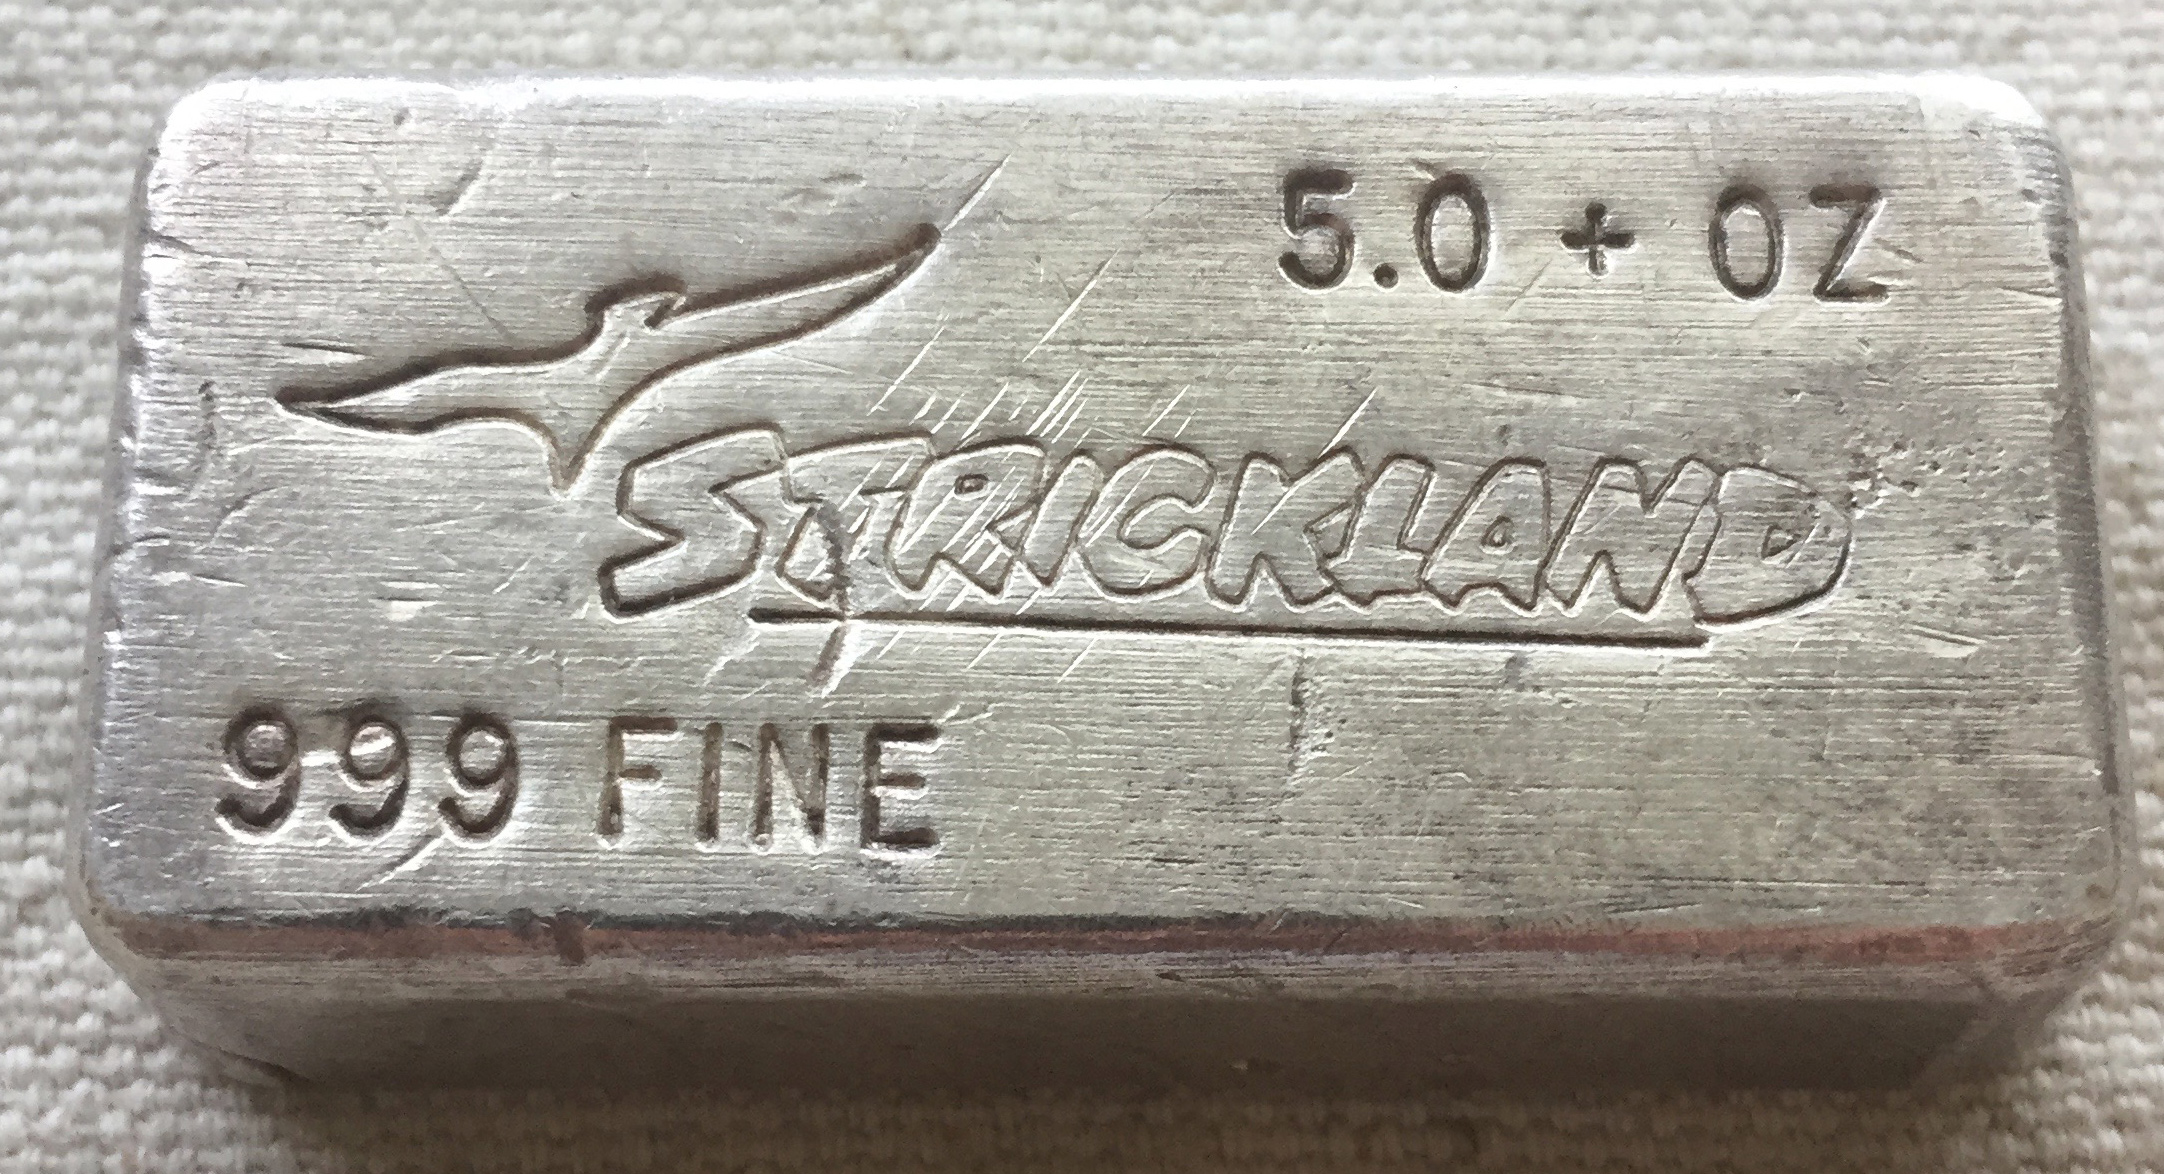 5.0 + OZ
STRICKLAND
999 FINE